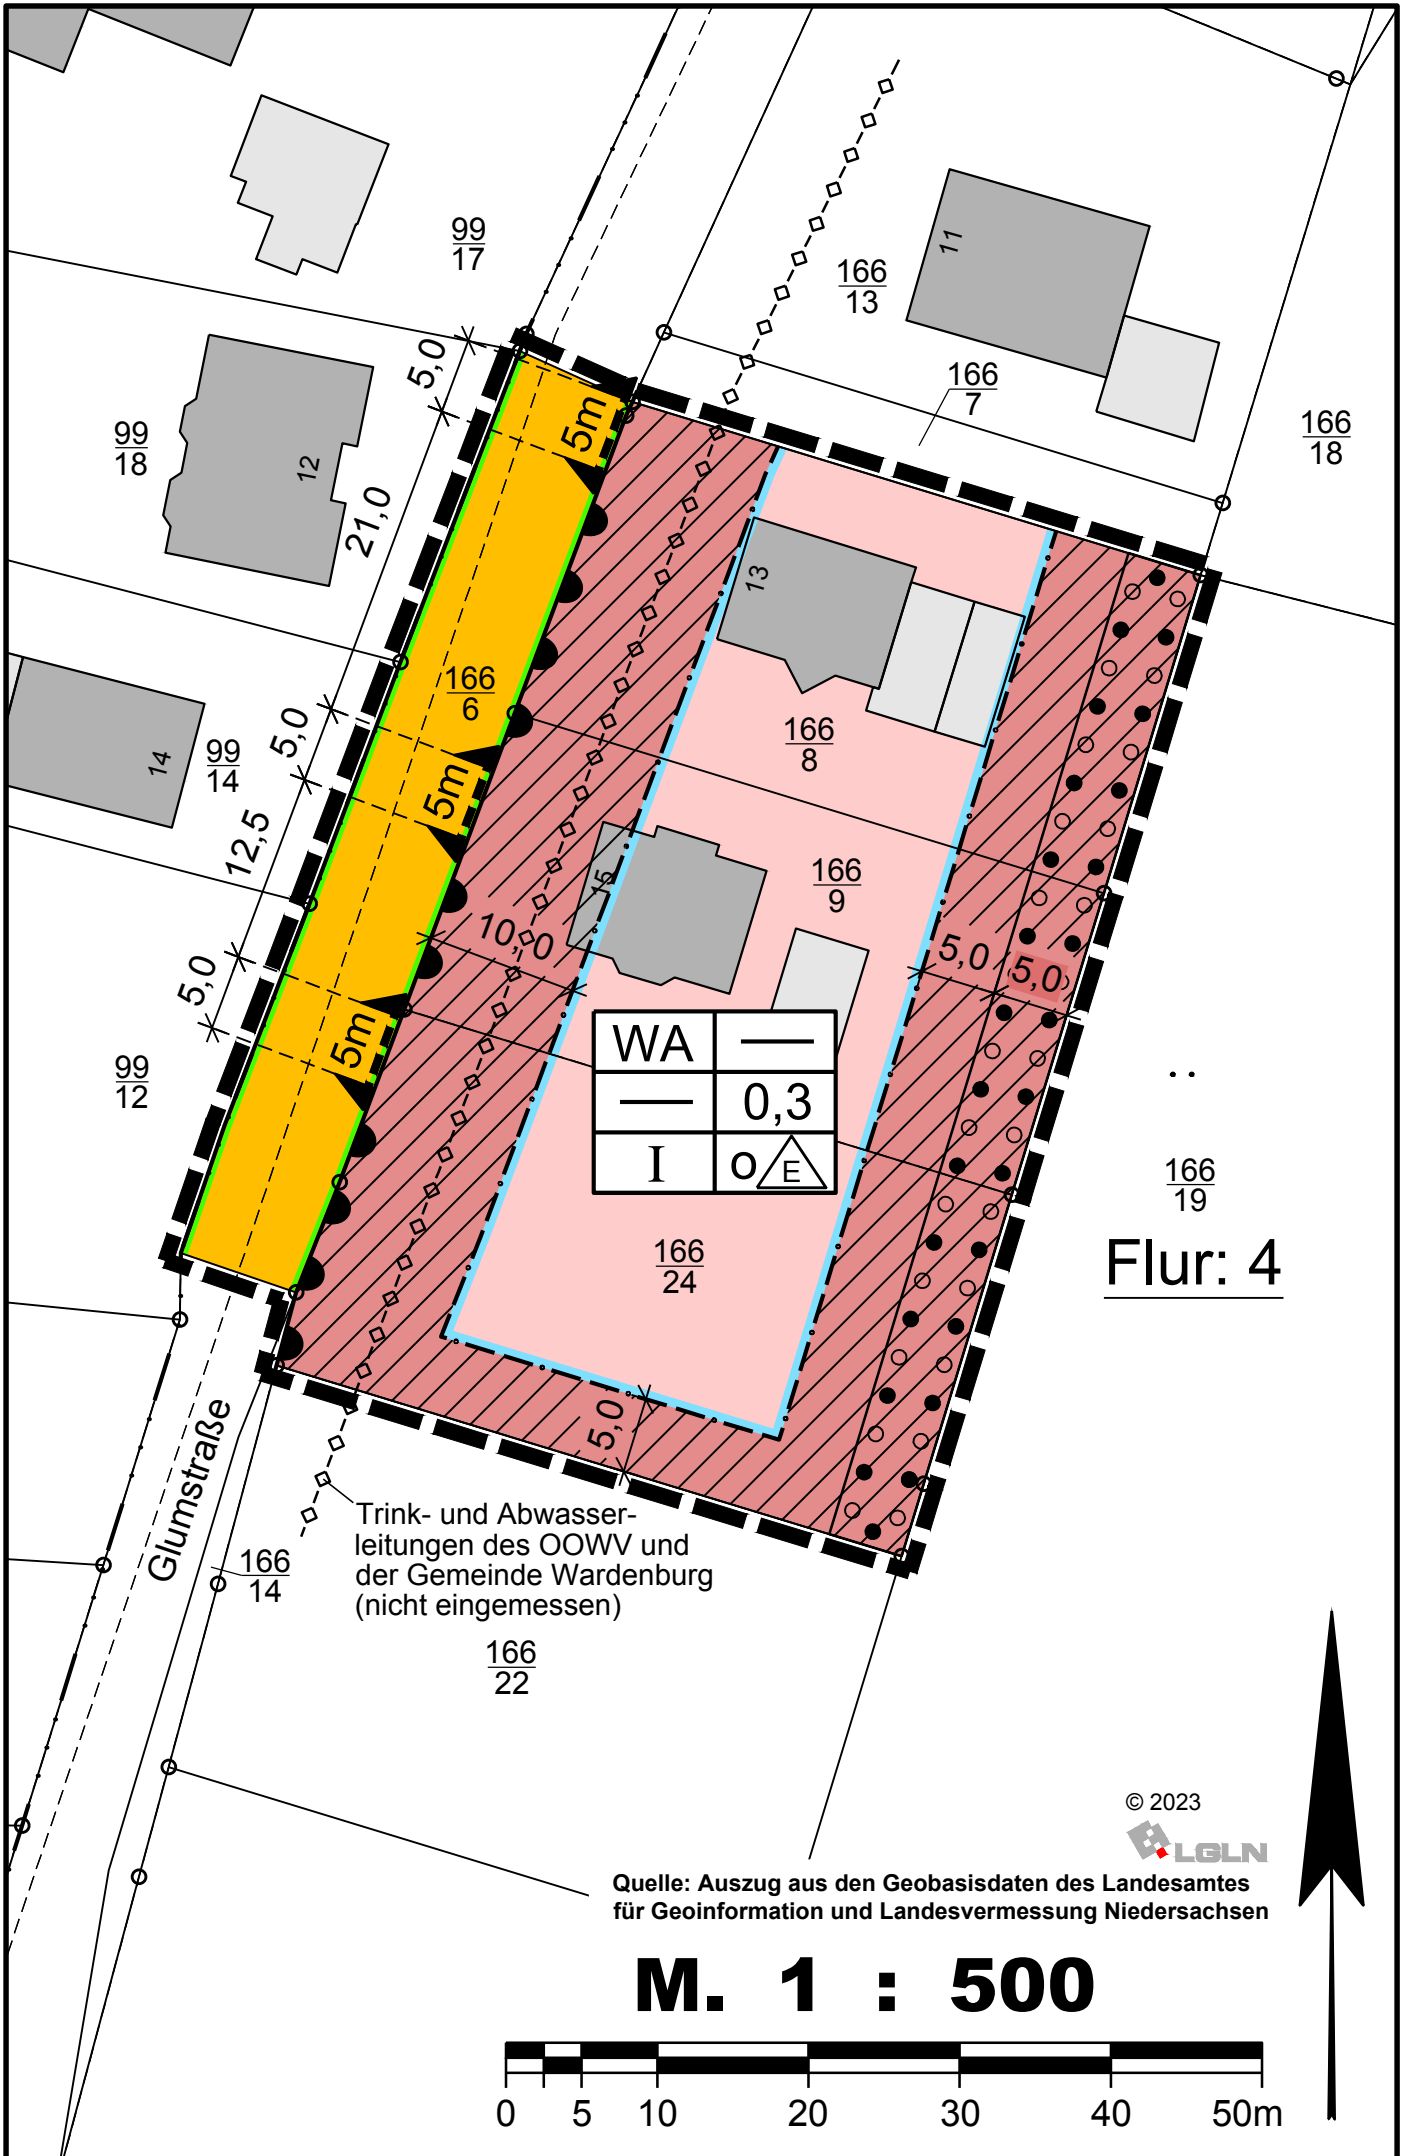 99
17
11
166
13
5,0
166
7
5m
99
18
12
166
18
21,0
13
166
6
166
8
5,0
99
14
14
5m
12,5
166
9
15
10,0
5,0
5,0
5,0
WA
0,3
I
o E
5m
99
12
166
19
Flur: 4
166
24
5,0
Glumstraße
Trink- und Abwasser-
leitungen des OOWV und
der Gemeinde Wardenburg
(nicht eingemessen)
166
14
166
22
© 2023
LGLN
Quelle: Auszug aus den Geobasisdaten des Landesamtes
für Geoinformation und Landesvermessung Niedersachsen
M. 1 : 500
0 5 10 20 30 40 50m